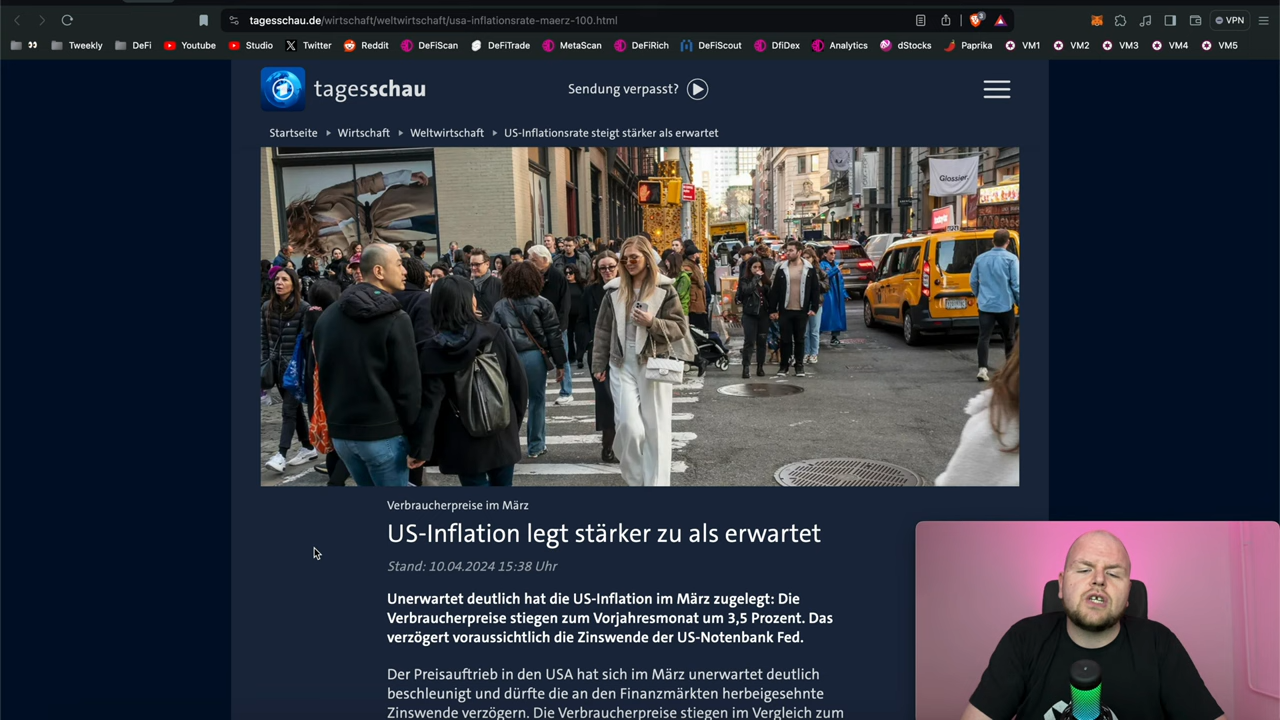 tagesschau.de/wirtschaft/weltwirtschaft/usa-inflationsrate-maerz-100.html
VPN
Tweekly
DeFi
Youtube
Studio
Twitter
Reddit
DeFiScan
DeFiTrade
MetaScan
DeFiRich
DeFiScout
DfiDex
Analytics
dStocks
Paprika
VM1
VM2
VM3
VM4
VM5
tagesschau
Sendung verpasst?
Startseite
Wirtschaft
Weltwirtschaft
US-Inflationsrate steigt stärker als erwartet
Glossier.
Verbraucherpreise im März
US-Inflation legt stärker zu als erwartet
Stand: 10.04.2024 15:38 Uhr
Unerwartet deutlich hat die US-Inflation im März zugelegt: Die
Verbraucherpreise stiegen zum Vorjahresmonat um 3,5 Prozent. Das
verzögert voraussichtlich die Zinswende der US-Notenbank Fed.
Der Preisauftrieb in den USA hat sich im März unerwartet deutlich
beschleunigt und dürfte die an den Finanzmärkten herbeigesehnte
Zinswende verzögern. Die Verbraucherpreise stiegen im Vergleich zum